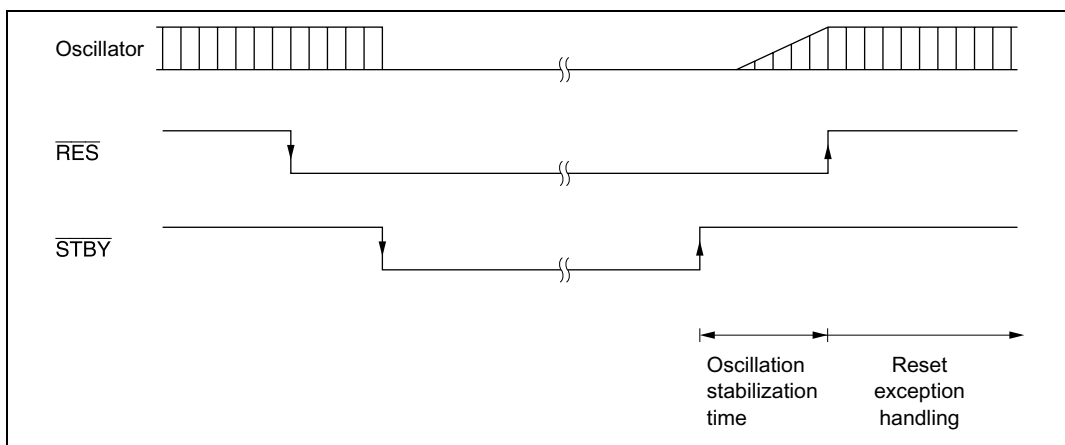 Oscillator
RES
STBY
Oscillation
stabilization
time
Reset
exception
handling